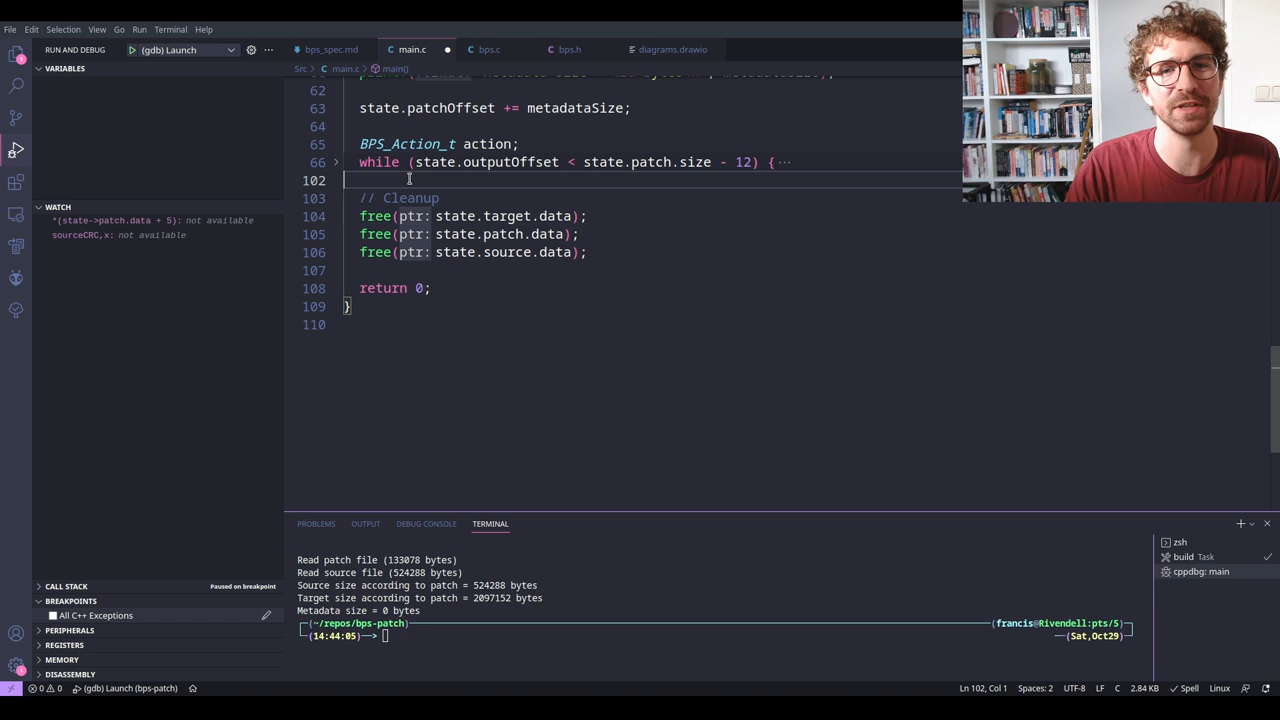 File Edit Selection View Go Run Terminal Help
RUN AND DEBUG (gdb) Launch
bps_spec.md main.c bps.c bps.h diagrams.drawio
Src > main.c > main()
VARIABLES
WATCH
*(state->patch.data + 5): not available
sourceCRC,x: not available
CALL STACK Paused on breakpoint
BREAKPOINTS
All C++ Exceptions
PERIPHERALS
REGISTERS
MEMORY
DISASSEMBLY
62
63 state.patchOffset += metadataSize;
64
65 BPS_Action_t action;
66 while (state.outputOffset < state.patch.size - 12) { ···
102
103 // Cleanup
104 free(ptr: state.target.data);
105 free(ptr: state.patch.data);
106 free(ptr: state.source.data);
107
108 return 0;
109 }
110
PROBLEMS OUTPUT DEBUG CONSOLE TERMINAL
Read patch file (133078 bytes)
Read source file (524288 bytes)
Source size according to patch = 524288 bytes
Target size according to patch = 2097152 bytes
Metadata size = 0 bytes
(~/repos/bps-patch) (francis@Rivendell:pts/5)
(14:44:05)-> (Sat,Oct29)
zsh
build Task
cppdbg: main
0 0 (gdb) Launch (bps-patch) Ln 102, Col 1 Spaces: 2 UTF-8 LF C 2.84 KB Spell Linux